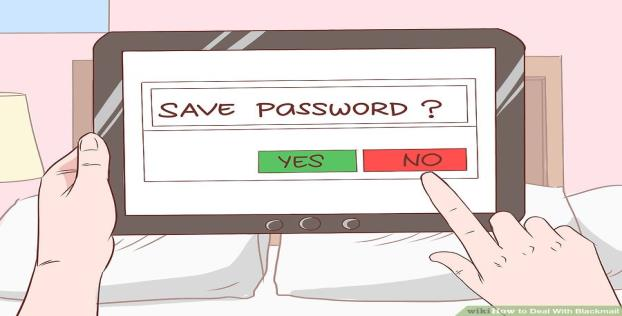 SAVE PASSWORD ?
YES
NO
wikiHow to Deal With Blackmail